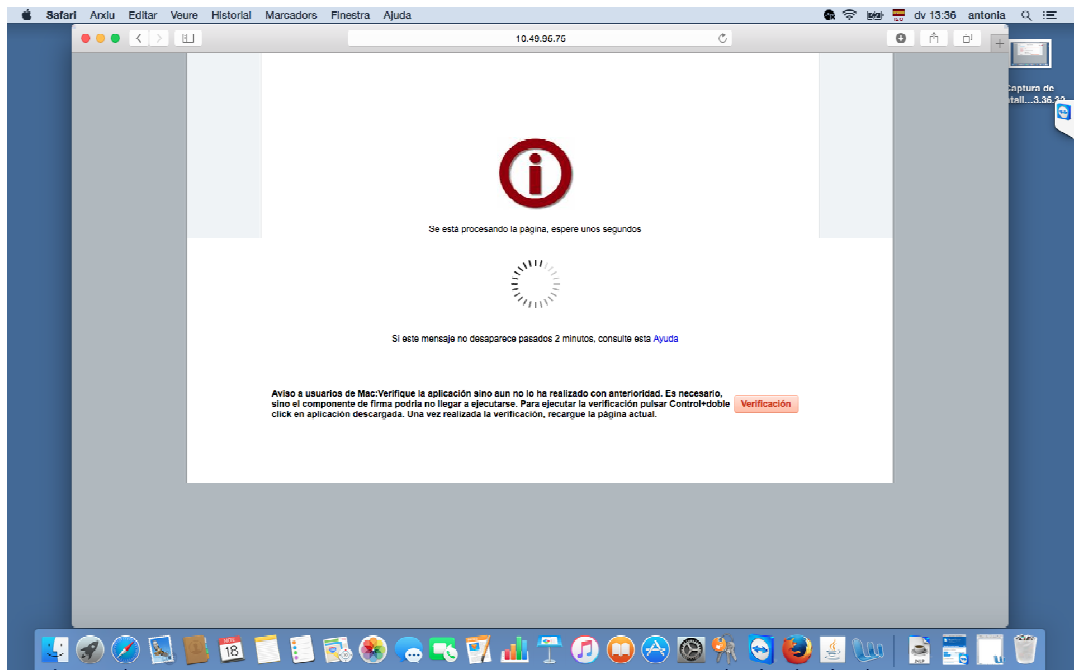 Safari Arxiu Editar Veure Historial Marcadors Finestra Ajuda dv 13:36 antonia
10.49.96.75
Captura de
Se está procesando la página, espere unos segundos
Si este mensaje no desaparece pasados 2 minutos, consulte esta Ayuda
Aviso a usuarios de Mac:Verifique la aplicación sino aun no lo ha realizado con anterioridad. Es necesario,
sino el componente de firma podría no llegar a ejecutarse. Para ejecutar la verificación pulsar Control+doble
click en aplicación descargada. Una vez realizada la verificación, recargue la página actual.
Verificación
NOV.
18